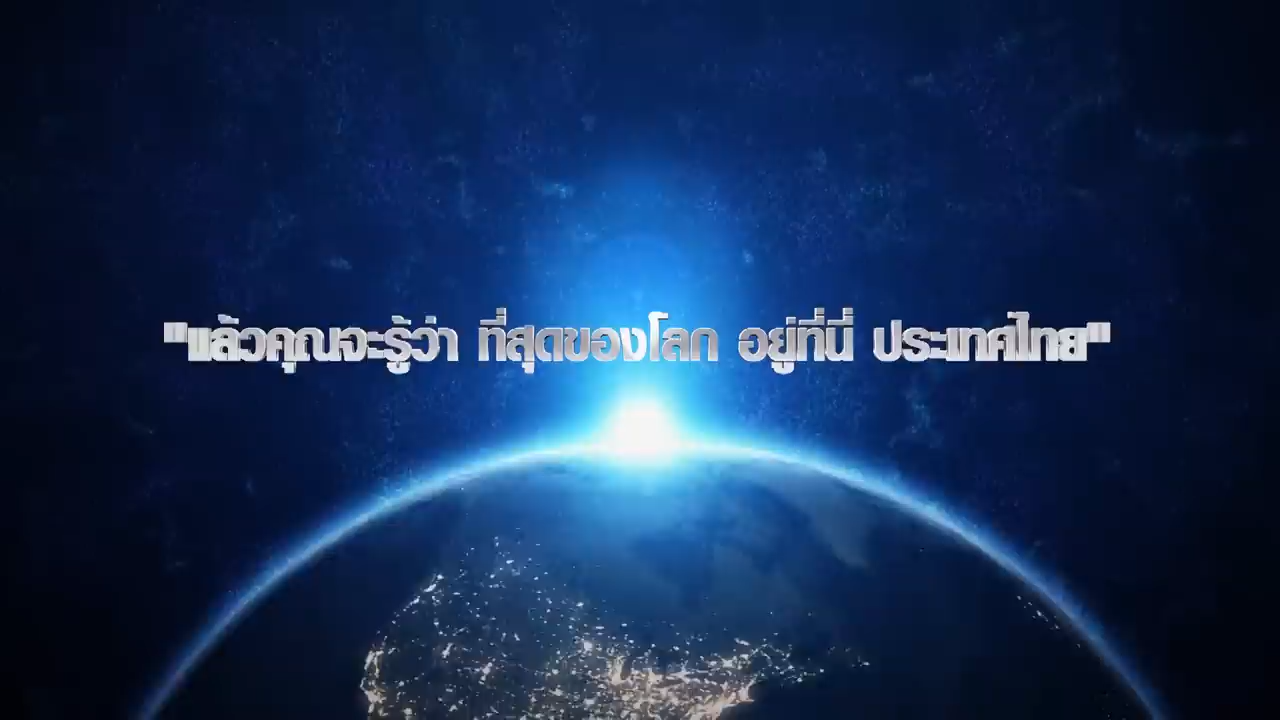 "แล้วคุณจะรู้ว่า ที่สุดของโลก อยู่ที่นี่ ประเทศไทย"